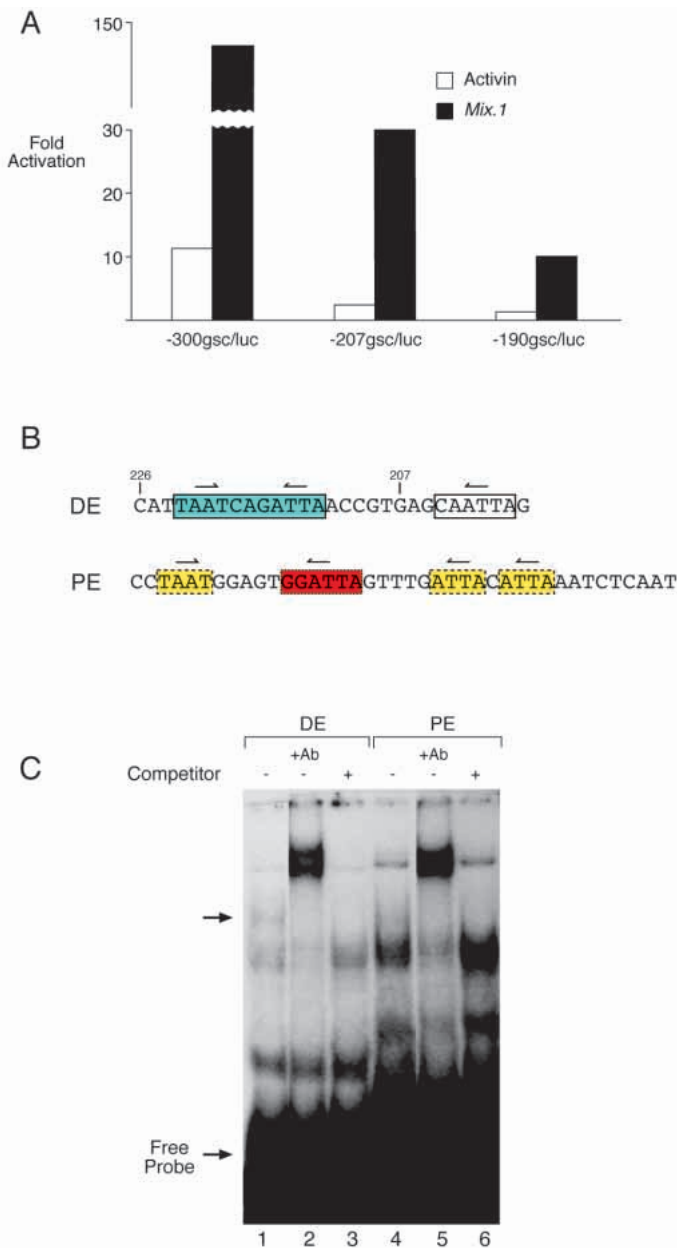 A
150
Activin
Mix.1
Fold
Activation
30
20
10
-300gsc/luc -207gsc/luc -190gsc/luc
B
226 207
DE CATTAATCAGATTAACCGTGAGCAATTAG
PE CCTAATGGAGTGGATTAGTTTGATTACATTAAATCTCAAT
C
DE PE
+Ab +Ab
Competitor - - + - - +
Free
Probe
1 2 3 4 5 6